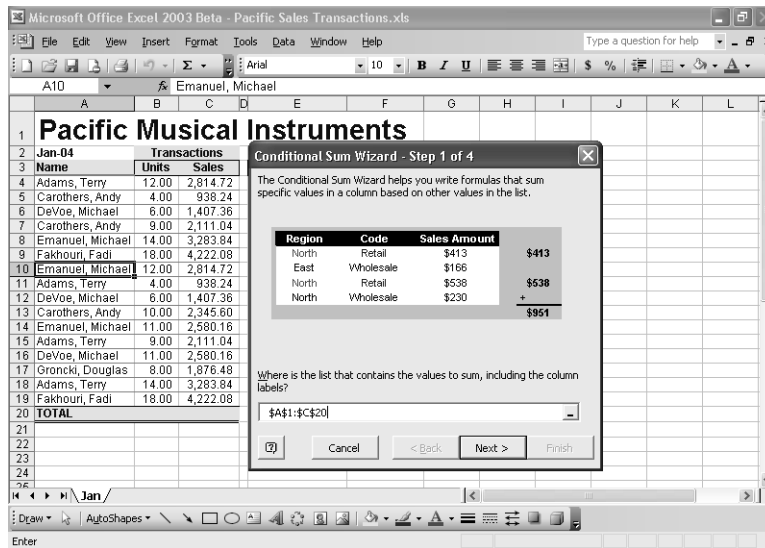 Microsoft Office Excel 2003 Beta - Pacific Sales Transactions.xls
File Edit View Insert Format Tools Data Window Help Type a question for help
Arial 10 B I U $ %
A10 fx Emanuel, Michael
A B C D E F G H I J K L
1 Pacific Musical Instruments
2 Jan-04 Transactions
3 Name Units Sales
4 Adams, Terry 12.00 2,814.72
5 Carothers, Andy 4.00 938.24
6 DeVoe, Michael 6.00 1,407.36
7 Carothers, Andy 9.00 2,111.04
8 Emanuel, Michael 14.00 3,283.84
9 Fakhouri, Fadi 18.00 4,222.08
10 Emanuel, Michael 12.00 2,814.72
11 Adams, Terry 4.00 938.24
12 DeVoe, Michael 6.00 1,407.36
13 Carothers, Andy 10.00 2,345.60
14 Emanuel, Michael 11.00 2,580.16
15 Adams, Terry 9.00 2,111.04
16 DeVoe, Michael 11.00 2,580.16
17 Groncki, Douglas 8.00 1,876.48
18 Adams, Terry 14.00 3,283.84
19 Fakhouri, Fadi 18.00 4,222.08
20 TOTAL
21
22
23
24
Conditional Sum Wizard - Step 1 of 4
The Conditional Sum Wizard helps you write formulas that sum
specific values in a column based on other values in the list.
Region Code Sales Amount
North Retail $413 $413
East Wholesale $166
North Retail $538 $538
North Wholesale $230 +
$951
Where is the list that contains the values to sum, including the column
labels?
$A$1:$C$20
Cancel < Back Next > Finish
Jan
Draw AutoShapes A
Enter